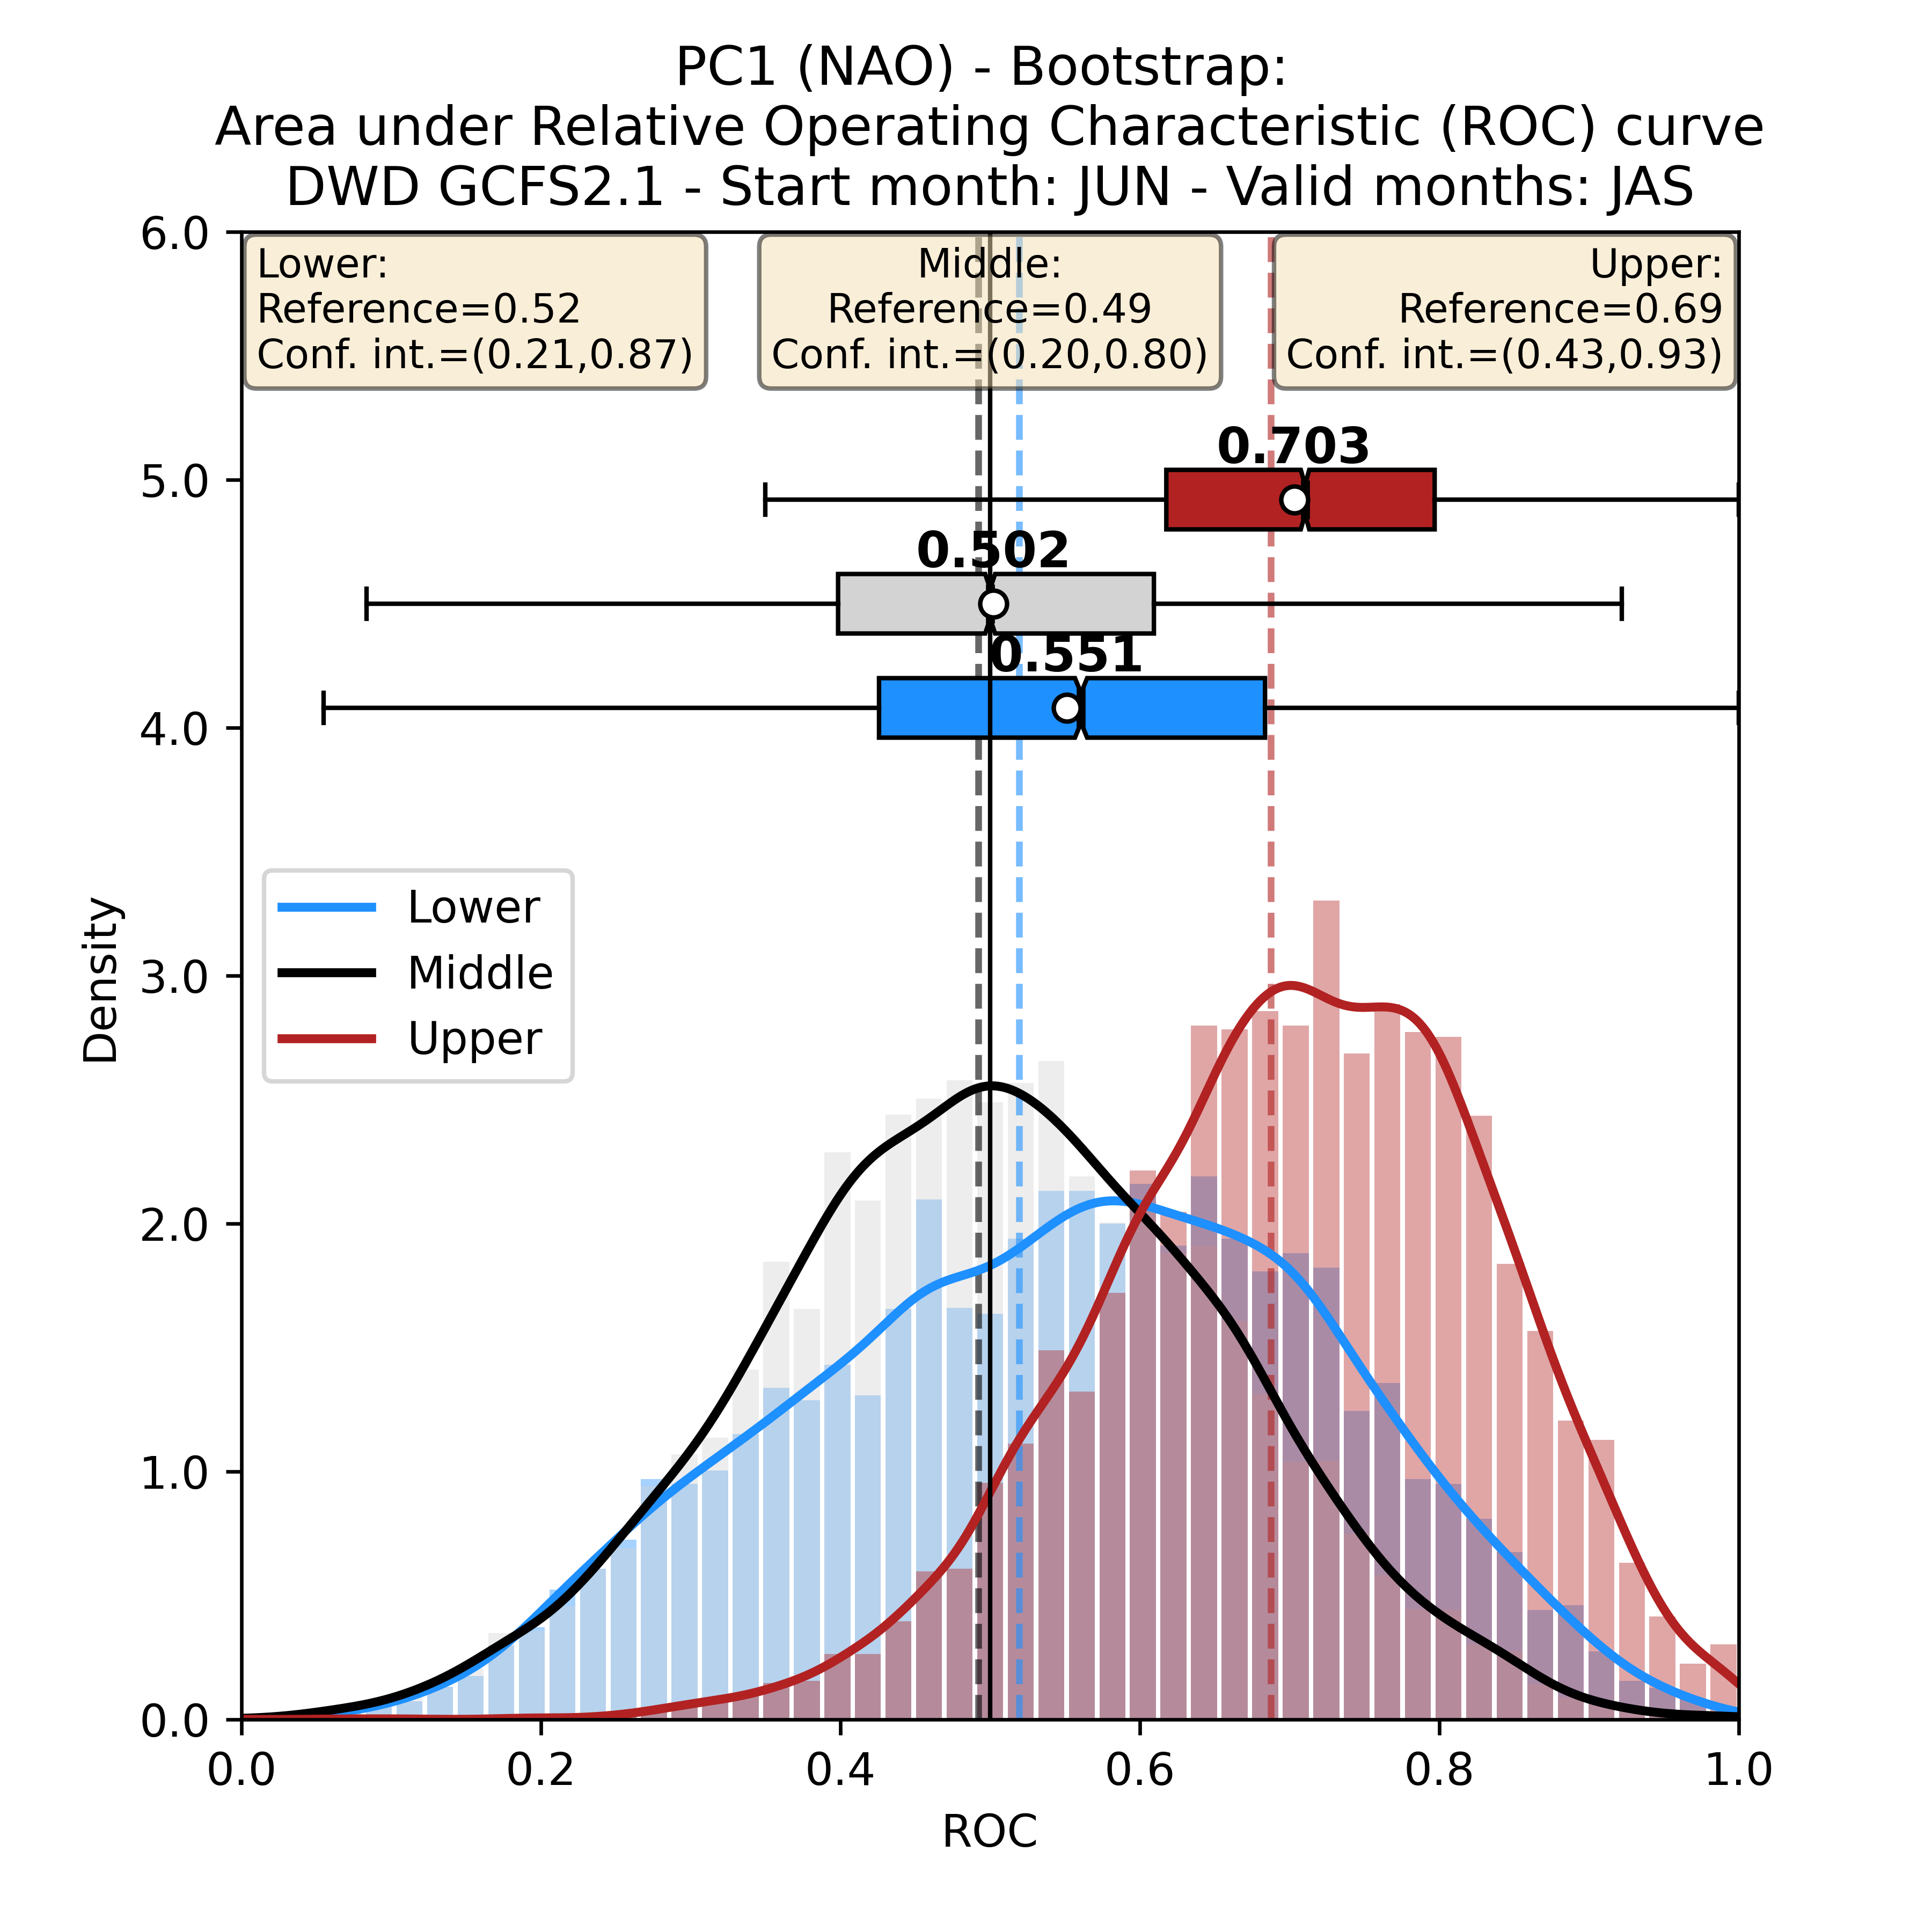 PC1 (NAO) - Bootstrap:
Area under Relative Operating Characteristic (ROC) curve
DWD GCFS2.1 - Start month: JUN - Valid months: JAS
6.0
Lower:
Reference=0.52
Conf. int.=(0.21,0.87)
Middle:
Reference=0.49
Conf. int.=(0.20,0.80)
Upper:
Reference=0.69
Conf. int.=(0.43,0.93)
0.703
5.0
0.502
0.551
4.0
Lower
Middle
Upper
Density
3.0
2.0
1.0
0.0
0.0 0.2 0.4 0.6 0.8 1.0
ROC